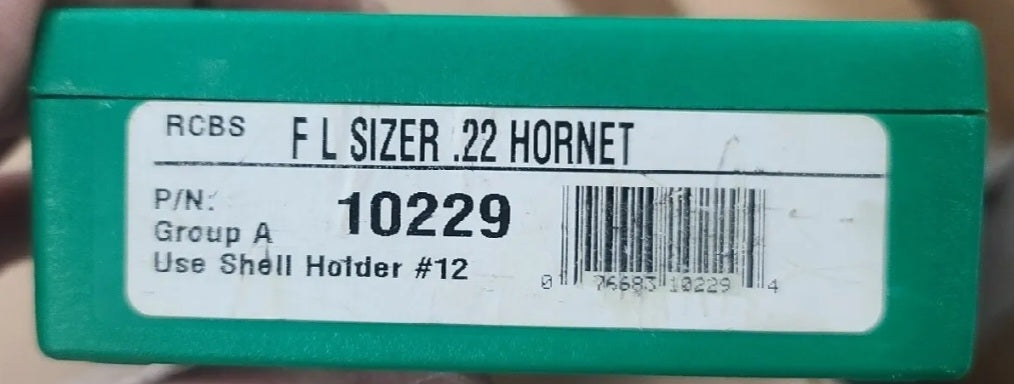 RCBS F L SIZER .22 HORNET
P/N: 10229
Group A
Use Shell Holder #12
0 76683 10229 4